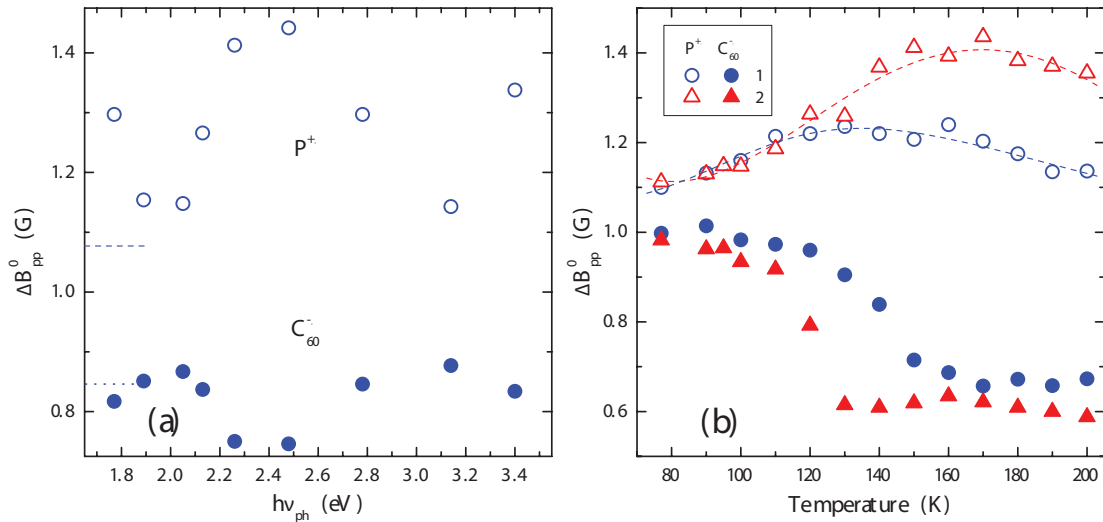 ΔB⁰pp (G)
1.4
1.2
1.0
0.8
1.8 2.0 2.2 2.4 2.6 2.8 3.0 3.2 3.4
hνph (eV)
P⁺
C₆₀⁻
(a)
ΔB⁰pp (G)
1.4
1.2
1.0
0.8
0.6
80 100 120 140 160 180 200
Temperature (K)
P⁺ C₆₀⁻
1
2
(b)